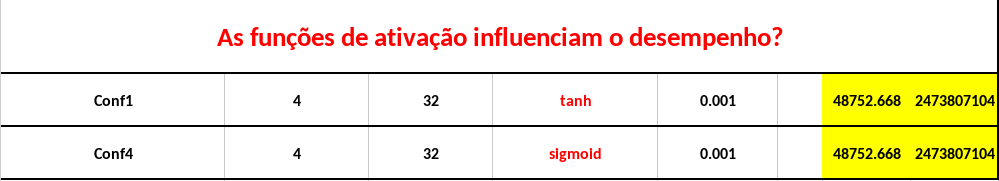 As funções de ativação influenciam o desempenho?
Conf1 4 32 tanh 0.001 48752.668 2473807104
Conf4 4 32 sigmoid 0.001 48752.668 2473807104